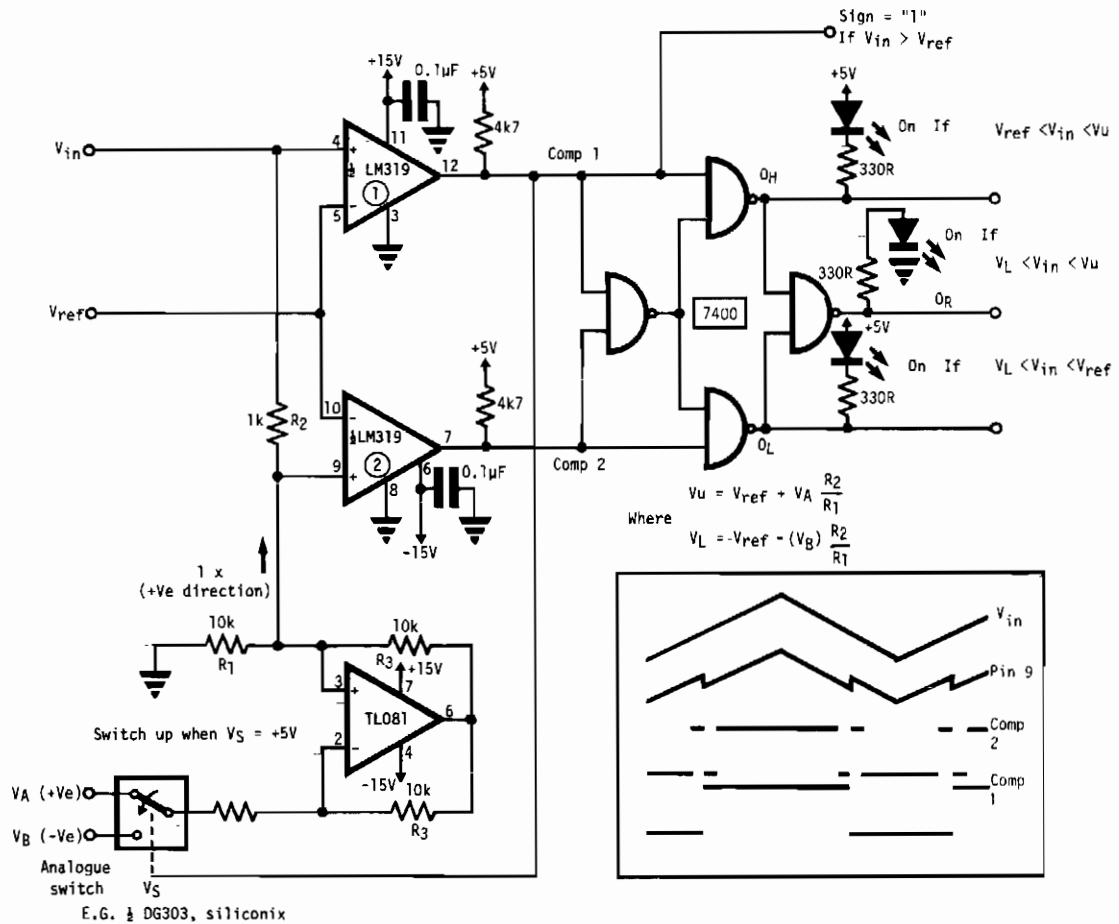 Sign = "1"
If Vin > Vref
+15V
0.1µF
+5V
+5V
4k7
On If
Vref <Vin <Vu
Vin
4
+
11
½
LM319
12
Comp 1
OH
330R
1
5
-
3
On If
VL <Vin <Vu
330R
Vref
7400
OR
+5V
+5V
On If
VL <Vin <Vref
4k7
330R
1k
R2
10
-
½LM319
7
2
9
+
6
0.1µF
Comp 2
OL
8
-15V
Where
Vu = Vref + VA R2/R1
VL =-Vref - (VB) R2/R1
1 x
(+Ve direction)
10k
R1
10k
R3
+15V
Vin
Pin 9
3
+
7
TL081
6
Comp
2
Switch up when VS = +5V
2
-
4
-15V
10k
R3
Comp
1
VA (+Ve)
VB (-Ve)
Analogue
switch
VS
E.G. ½ DG303, siliconix